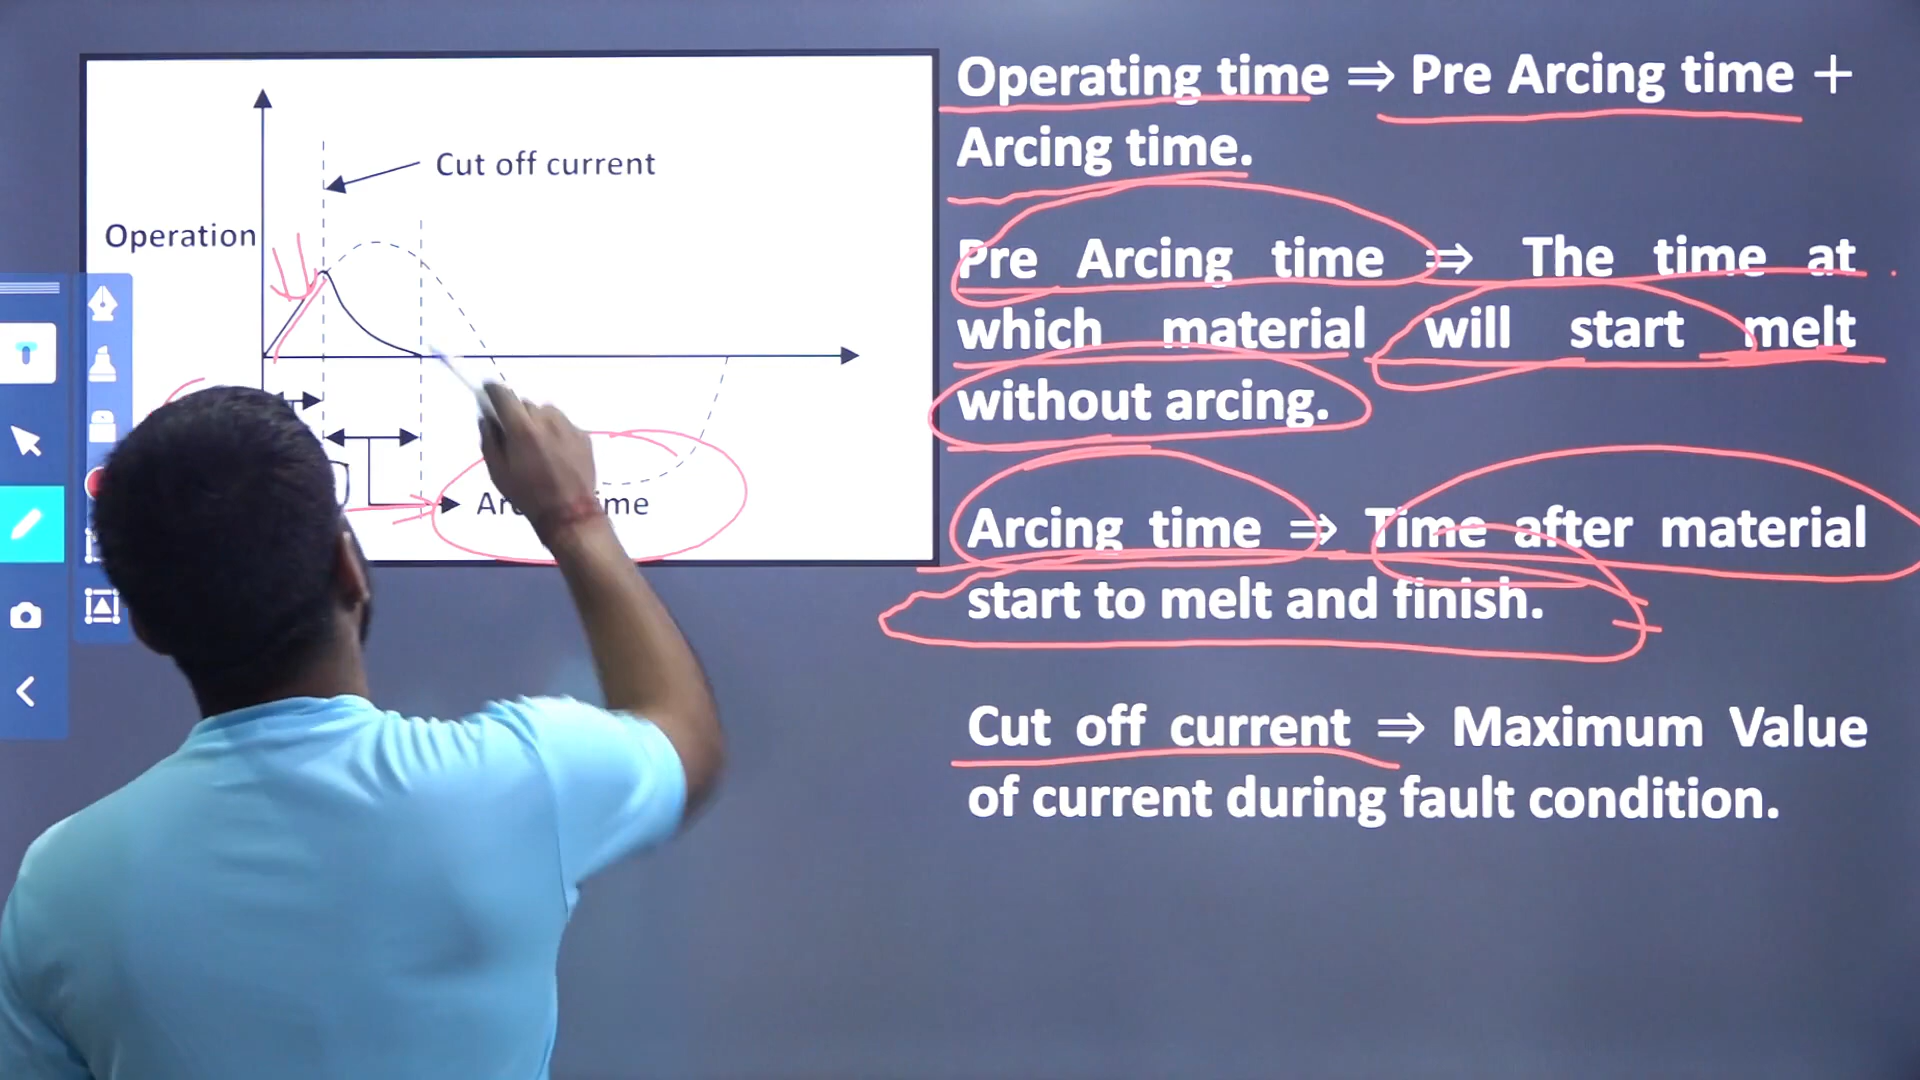 Cut off current
Operation
time
Operating time ⇒ Pre Arcing time +
Arcing time.
Pre Arcing time ⇒ The time at
which material will start melt
without arcing.
Arcing time ⇒ Time after material
start to melt and finish.
Cut off current ⇒ Maximum Value
of current during fault condition.